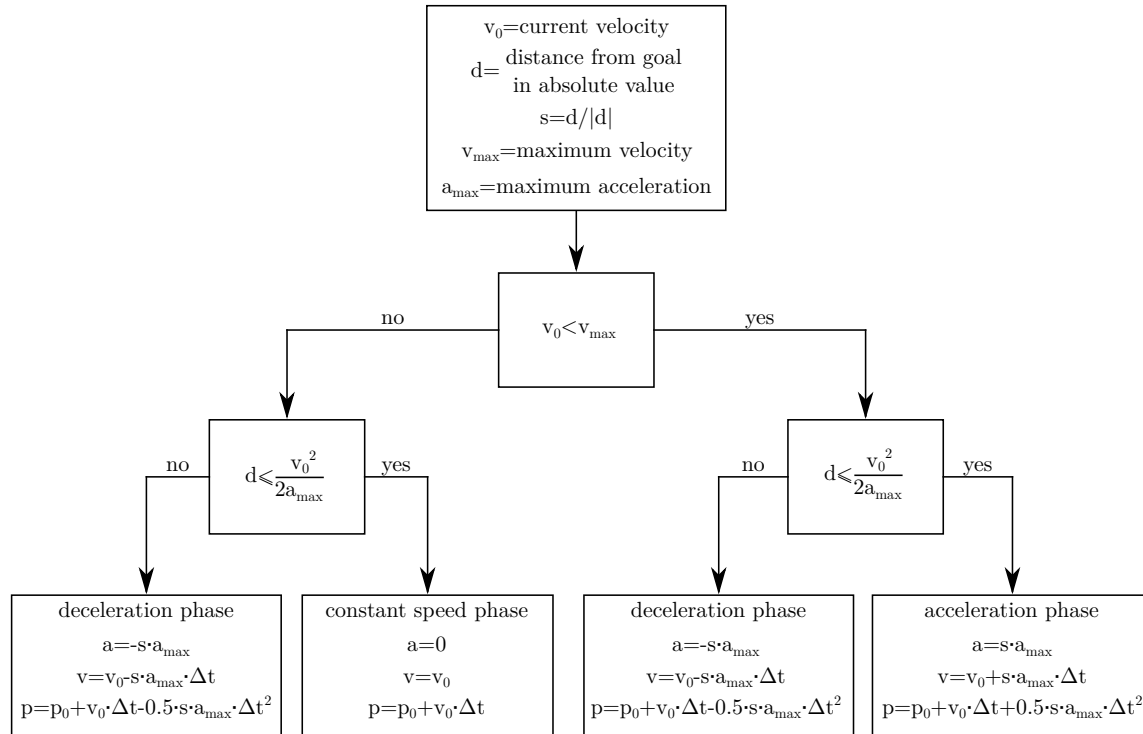 v₀=current velocity
d= distance from goal
in absolute value
s=d/|d|
vₘₐₓ=maximum velocity
aₘₐₓ=maximum acceleration
no
v₀<vₘₐₓ
yes
no
d⩽v₀²/2aₘₐₓ
yes
no
d⩽v₀²/2aₘₐₓ
yes
deceleration phase
a=-s·aₘₐₓ
v=v₀-s·aₘₐₓ·Δt
p=p₀+v₀·Δt-0.5·s·aₘₐₓ·Δt²
constant speed phase
a=0
v=v₀
p=p₀+v₀·Δt
deceleration phase
a=-s·aₘₐₓ
v=v₀-s·aₘₐₓ·Δt
p=p₀+v₀·Δt-0.5·s·aₘₐₓ·Δt²
acceleration phase
a=s·aₘₐₓ
v=v₀+s·aₘₐₓ·Δt
p=p₀+v₀·Δt+0.5·s·aₘₐₓ·Δt²